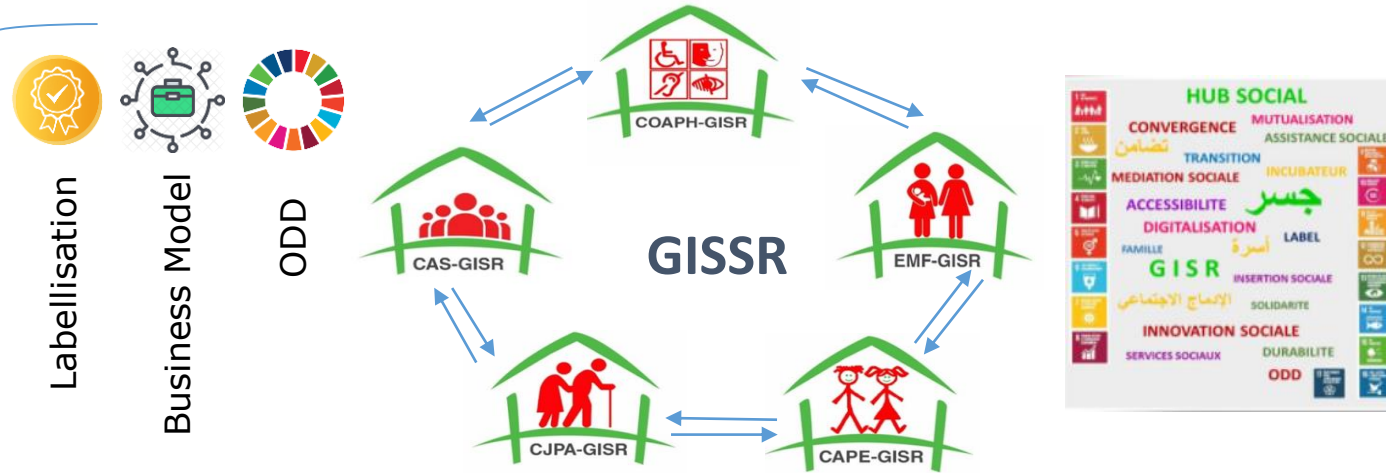 Labellisation
Business Model
ODD
COAPH-GISR
CAS-GISR
GISSR
EMF-GISR
CJPA-GISR
CAPE-GISR
HUB SOCIAL
MUTUALISATION
CONVERGENCE
ASSISTANCE SOCIALE
تضامن
TRANSITION
INCUBATEUR
MEDIATION SOCIALE
جسر
ACCESSIBILITE
DIGITALISATION
LABEL
FAMILLE
أسرة
GISR
INSERTION SOCIALE
الإدماج الاجتماعي
SOLIDARITE
INNOVATION SOCIALE
SERVICES SOCIAUX
DURABILITE
ODD